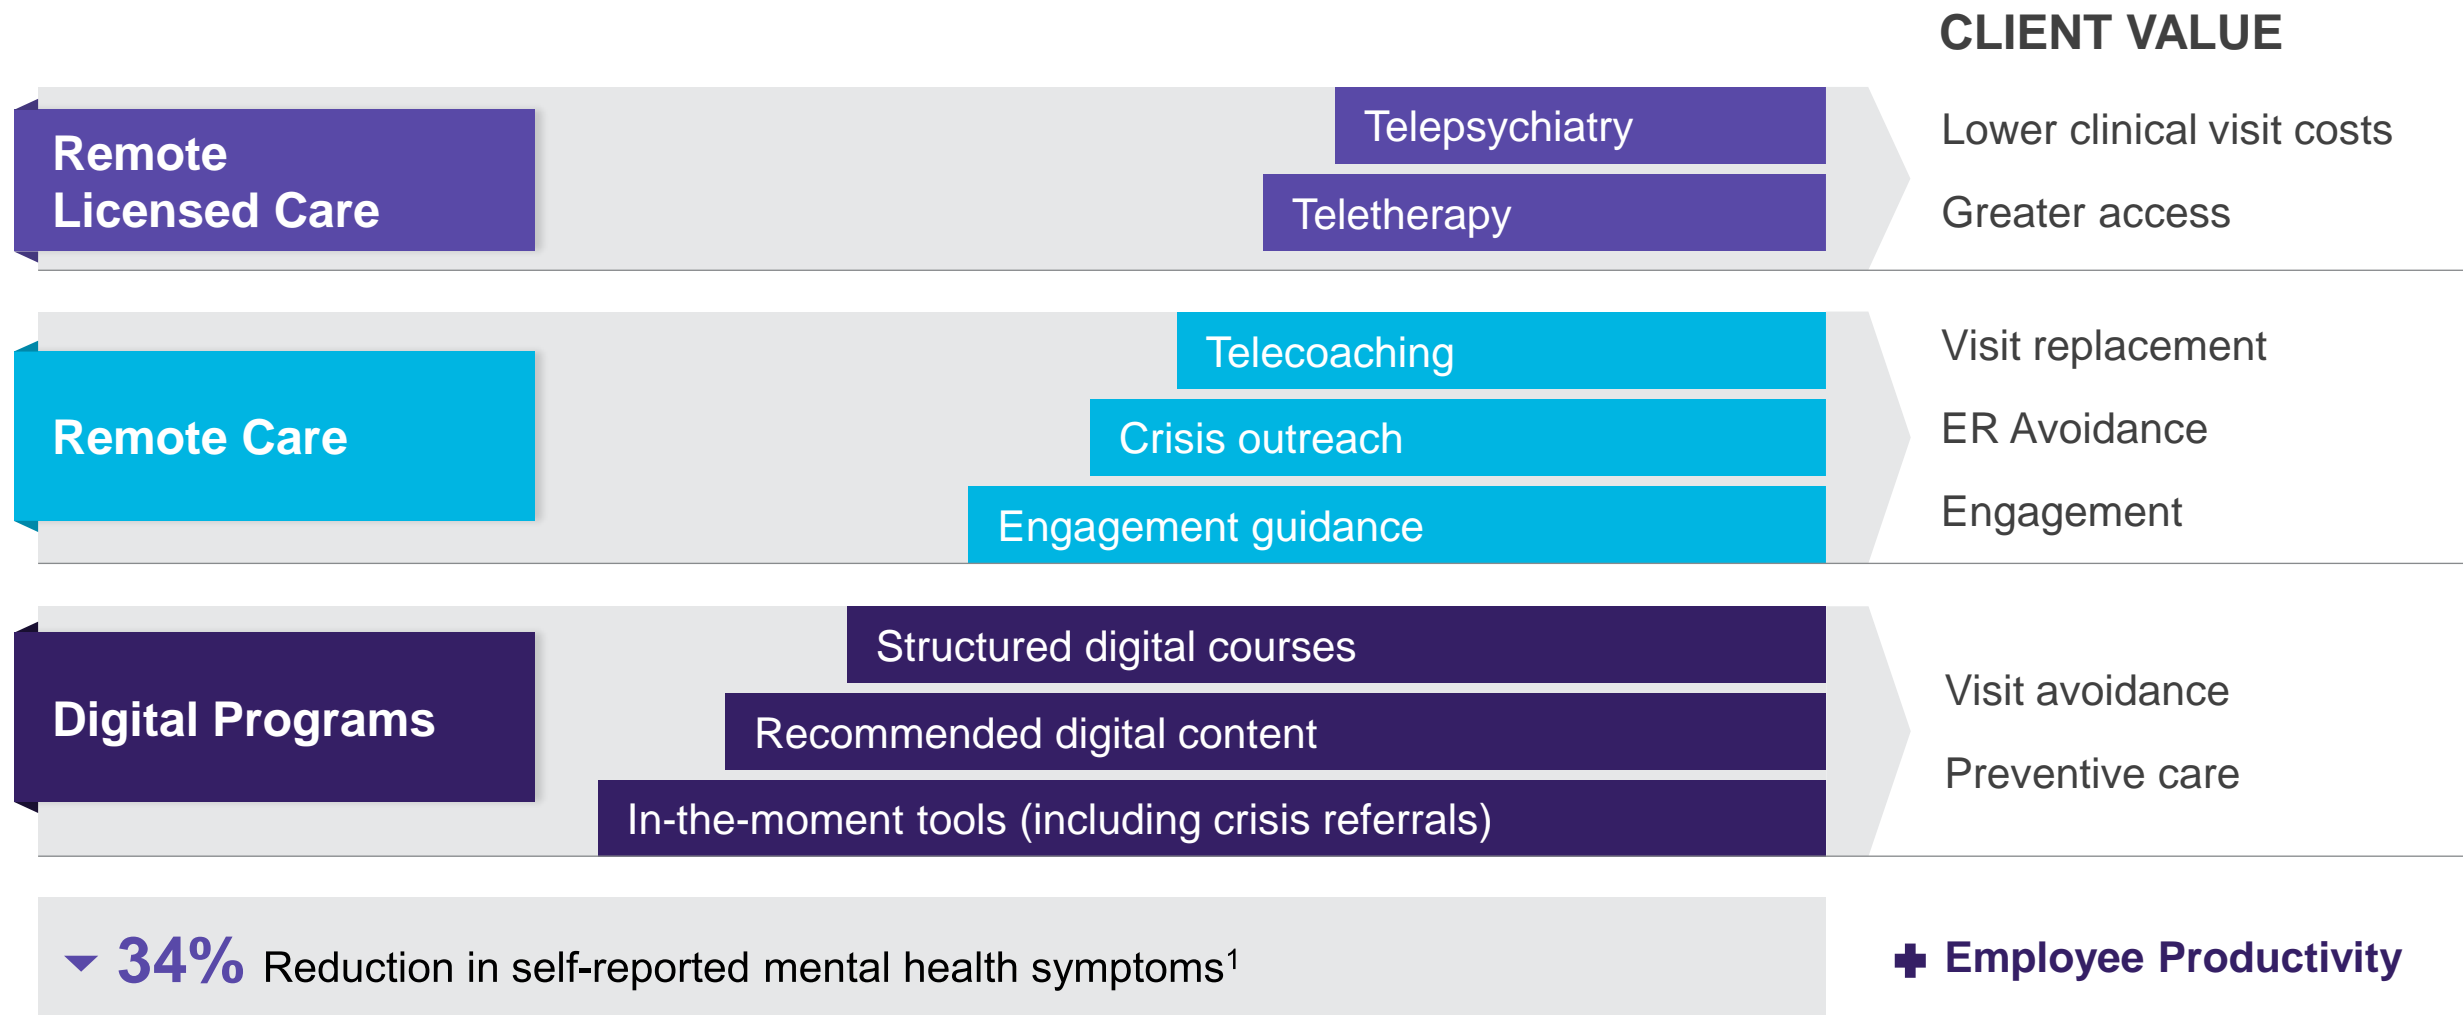 CLIENT VALUE
Remote
Licensed Care
Telepsychiatry
Teletherapy
Lower clinical visit costs
Greater access
Remote Care
Telecoaching
Crisis outreach
Engagement guidance
Visit replacement
ER Avoidance
Engagement
Digital Programs
Structured digital courses
Recommended digital content
In-the-moment tools (including crisis referrals)
Visit avoidance
Preventive care
34% Reduction in self-reported mental health symptoms¹
Employee Productivity